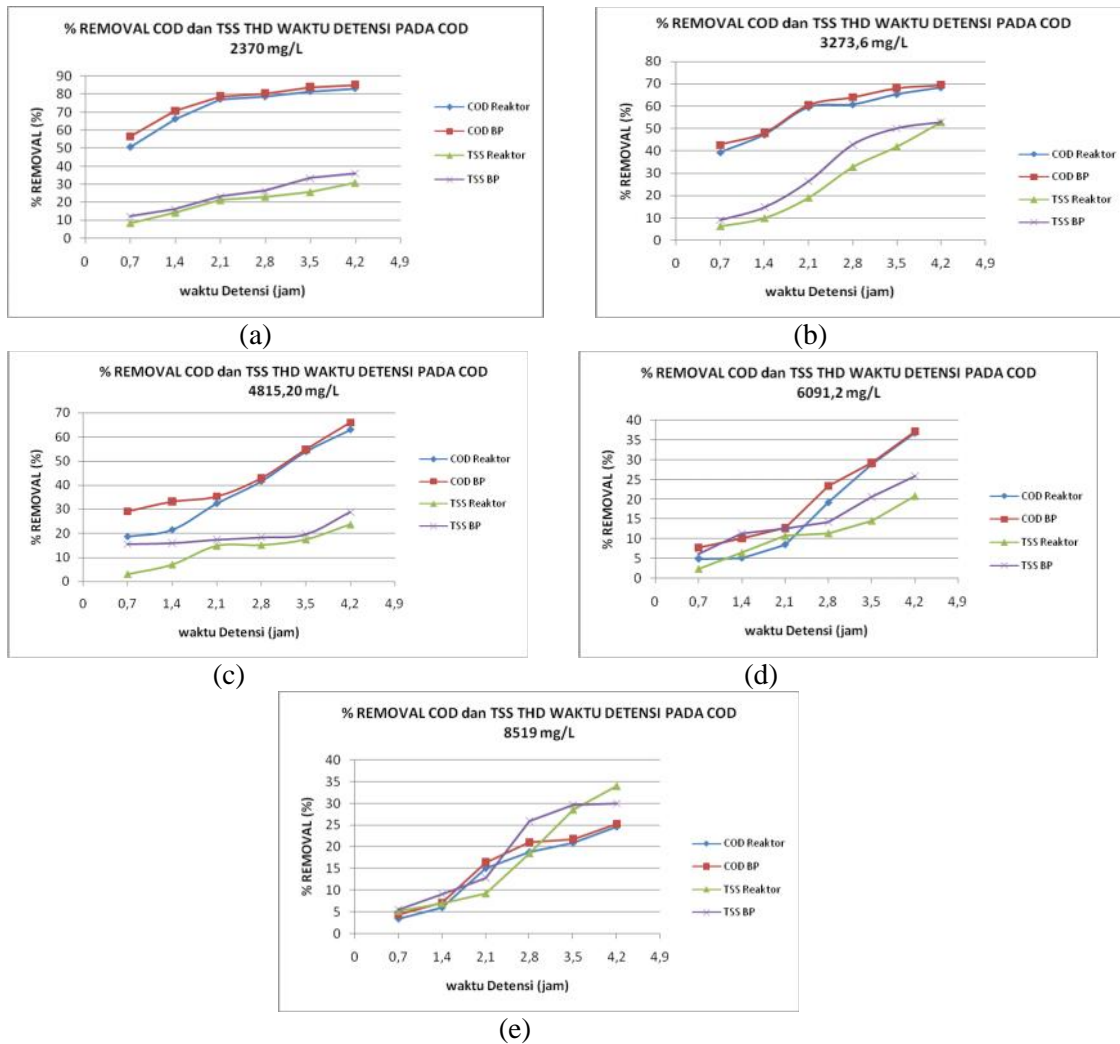 % REMOVAL COD dan TSS THD WAKTU DETENSI PADA COD
2370 mg/L
% REMOVAL (%)
90
80
70
60
50
40
30
20
10
0
0 0,7 1,4 2,1 2,8 3,5 4,2 4,9
waktu Detensi (jam)
COD Reaktor
COD BP
TSS Reaktor
TSS BP
(a)
% REMOVAL COD dan TSS THD WAKTU DETENSI PADA COD
3273,6 mg/L
% REMOVAL (%)
80
70
60
50
40
30
20
10
0
0 0,7 1,4 2,1 2,8 3,5 4,2 4,9
waktu Detensi (jam)
COD Reaktor
COD BP
TSS Reaktor
TSS BP
(b)
% REMOVAL COD dan TSS THD WAKTU DETENSI PADA COD
4815,20 mg/L
% REMOVAL (%)
70
60
50
40
30
20
10
0
0 0,7 1,4 2,1 2,8 3,5 4,2 4,9
waktu Detensi (jam)
COD Reaktor
COD BP
TSS Reaktor
TSS BP
(c)
% REMOVAL COD dan TSS THD WAKTU DETENSI PADA COD
6091,2 mg/L
% REMOVAL (%)
40
35
30
25
20
15
10
5
0
0 0,7 1,4 2,1 2,8 3,5 4,2 4,9
waktu Detensi (jam)
COD Reaktor
COD BP
TSS Reaktor
TSS BP
(d)
% REMOVAL COD dan TSS THD WAKTU DETENSI PADA COD
8519 mg/L
% REMOVAL (%)
40
35
30
25
20
15
10
5
0
0 0,7 1,4 2,1 2,8 3,5 4,2 4,9
waktu Detensi (jam)
COD Reaktor
COD BP
TSS Reaktor
TSS BP
(e)